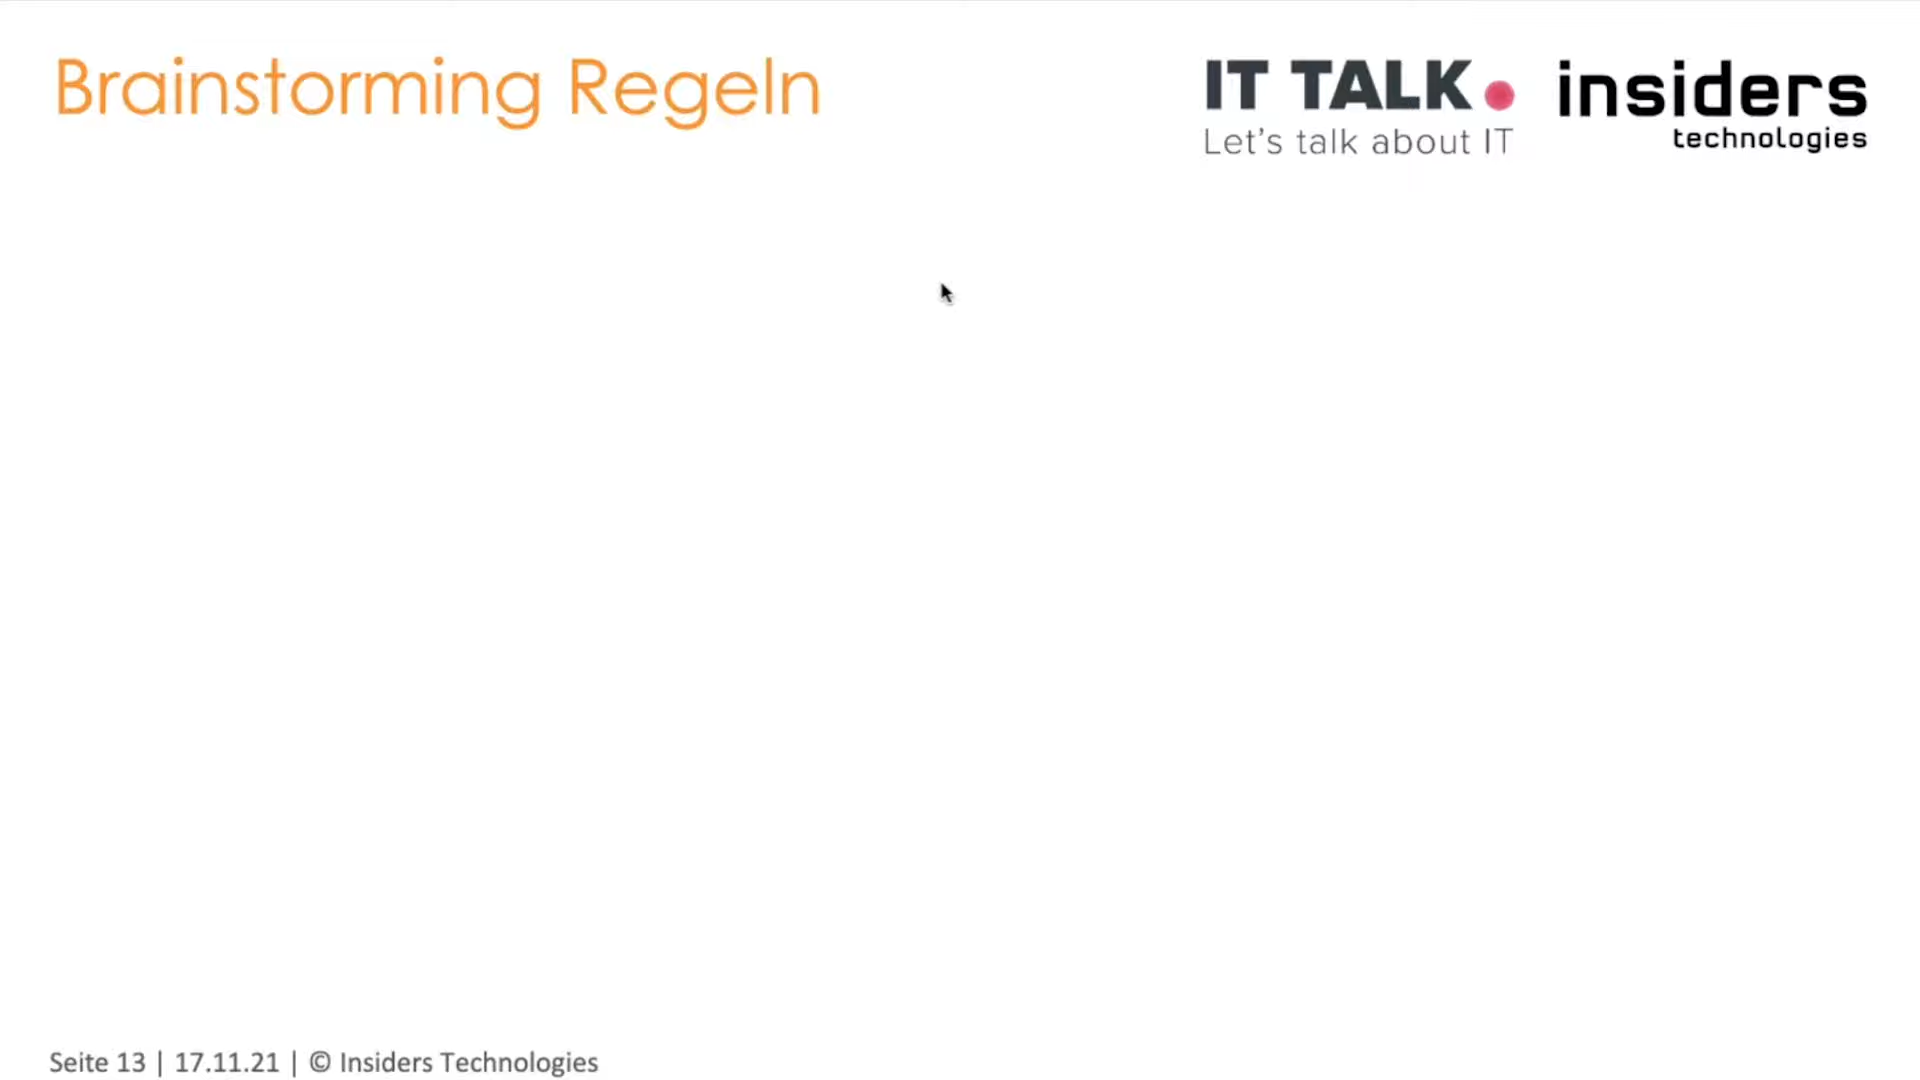 Brainstorming Regeln
IT TALK
Let's talk about IT
insiders
technologies
Seite 13 | 17.11.21 | © Insiders Technologies